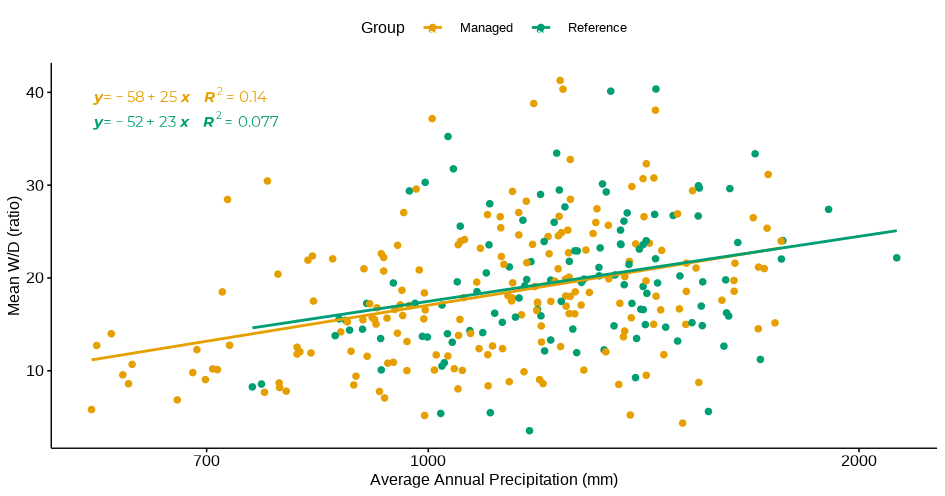 Group Managed Reference
y= − 58 + 25 x R² = 0.14
y= − 52 + 23 x R² = 0.077
40
30
20
10
Mean W/D (ratio)
700 1000 2000
Average Annual Precipitation (mm)